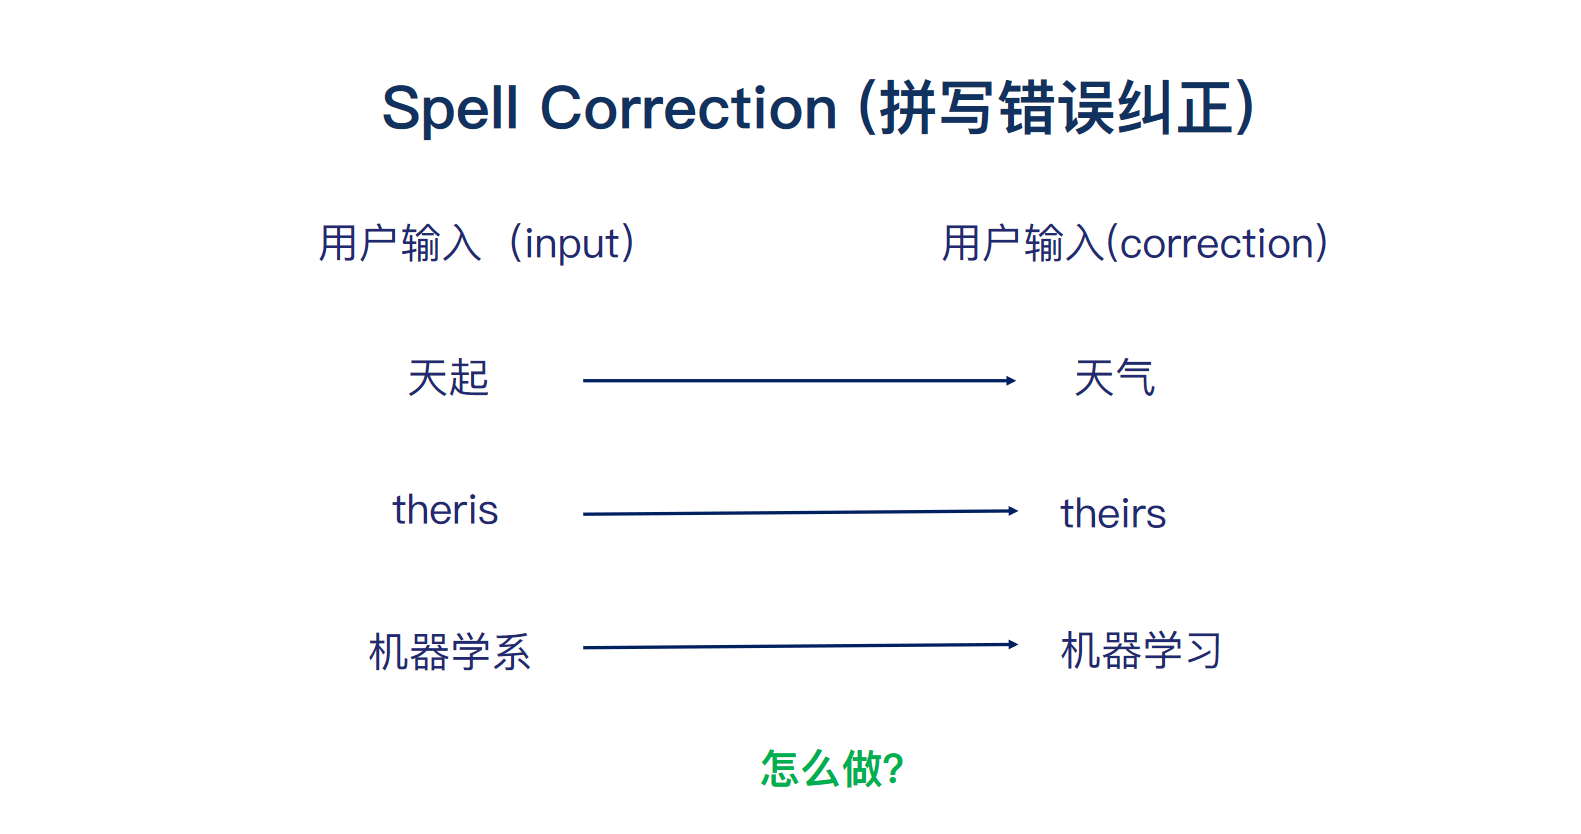 Spell Correction (拼写错误纠正)
用户输入（input） 用户输入(correction)
天起 天气
theris theirs
机器学系 机器学习
怎么做?